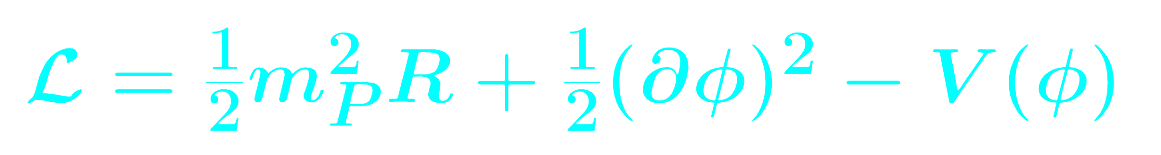 ℒ = ½m_P²R + ½(∂ϕ)² − V(ϕ)